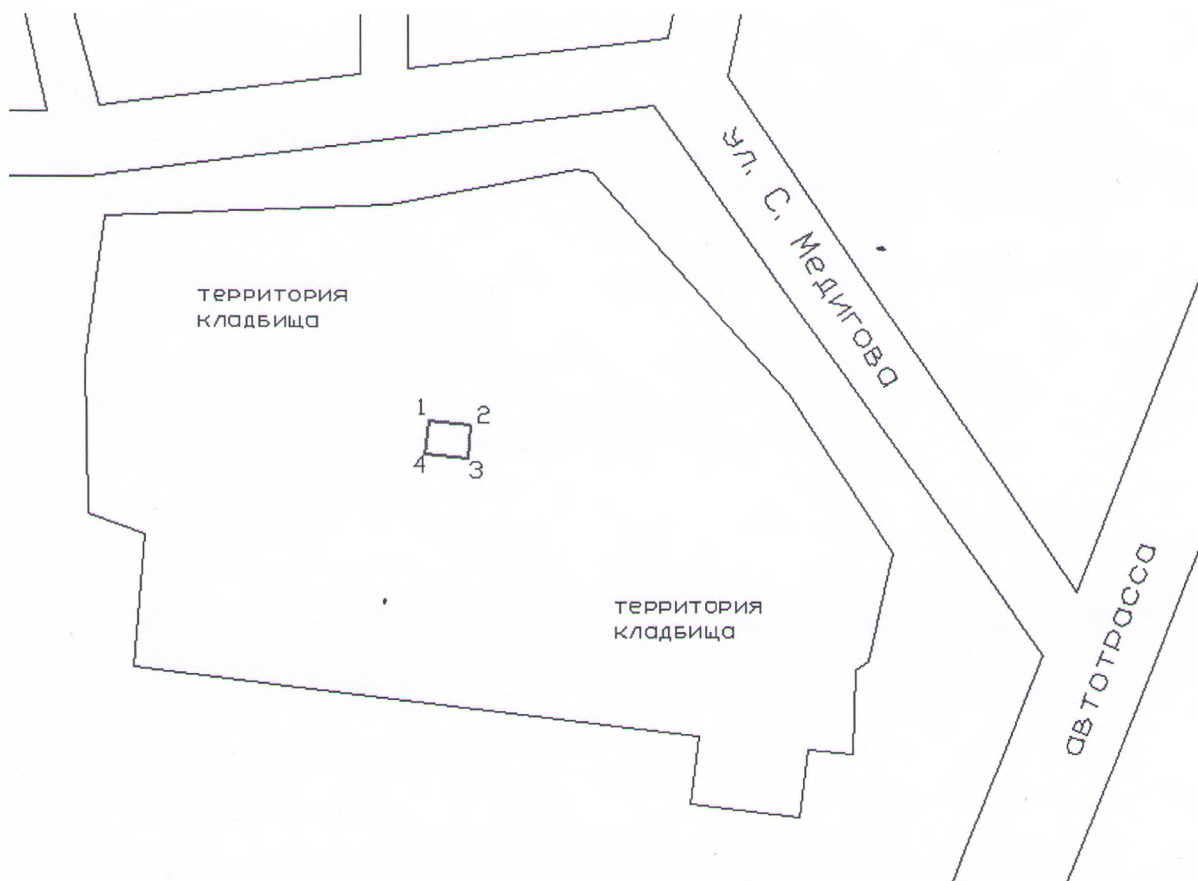 ул. С. Медигова
территория
кладбища
1
2
4
3
территория
кладбища
автотрасса